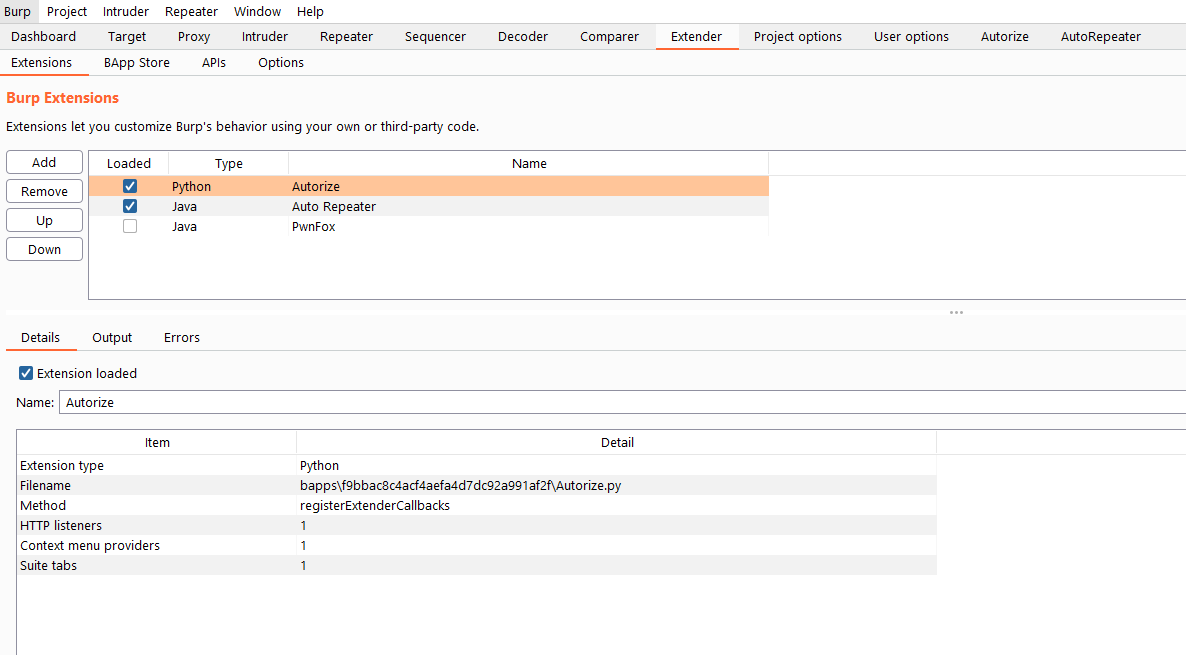 Burp Project Intruder Repeater Window Help
Dashboard Target Proxy Intruder Repeater Sequencer Decoder Comparer Extender Project options User options Autorize AutoRepeater
Extensions BApp Store APIs Options
Burp Extensions
Extensions let you customize Burp's behavior using your own or third-party code.
Add
Remove
Up
Down
Loaded Type Name
Python Autorize
Java Auto Repeater
Java PwnFox
Details Output Errors
Extension loaded
Name: Autorize
Item Detail
Extension type Python
Filename bapps\f9bbac8c4acf4aefa4d7dc92a991af2f\Autorize.py
Method registerExtenderCallbacks
HTTP listeners 1
Context menu providers 1
Suite tabs 1